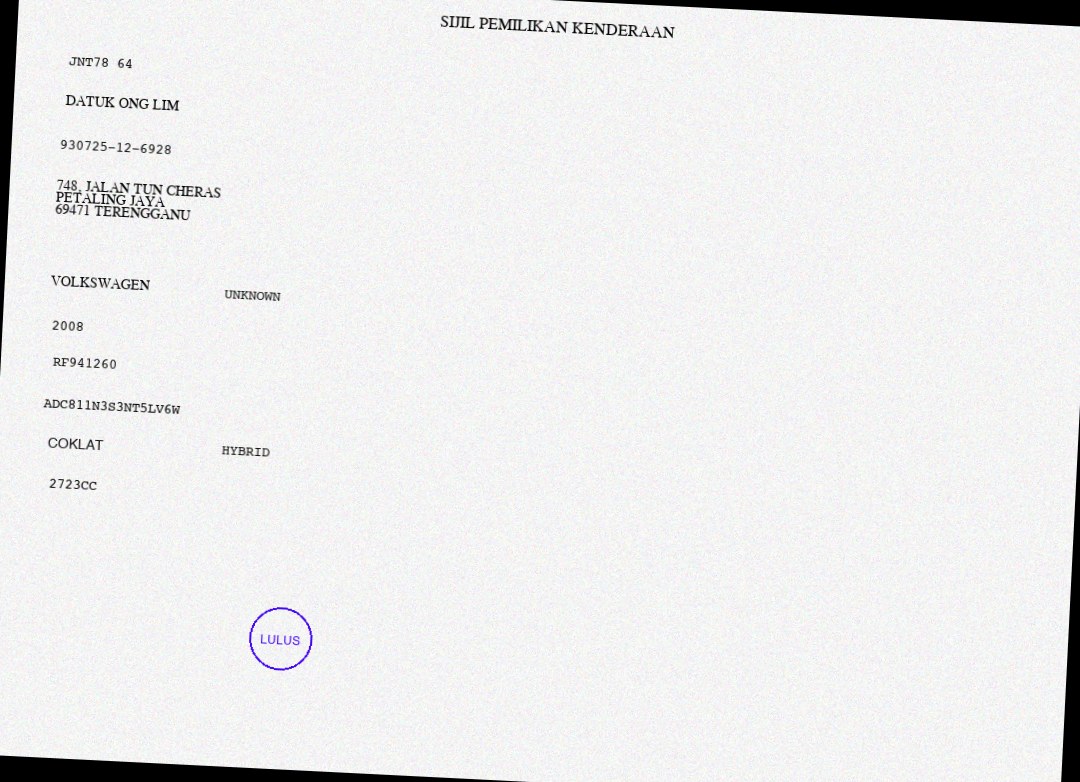 SIJIL PEMILIKAN KENDERAAN
JNT78 64
DATUK ONG LIM
930725-12-6928
748, JALAN TUN CHERAS
PETALING JAYA
69471 TERENGGANU
VOLKSWAGEN UNKNOWN
2008
RF941260
ADC811N3S3NT5LV6W
COKLAT HYBRID
2723CC
LULUS